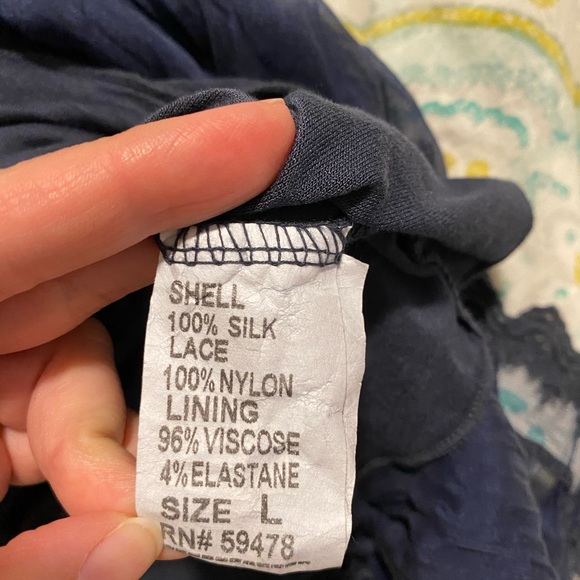 SHELL
100% SILK
LACE
100% NYLON
LINING
96% VISCOSE
4% ELASTANE
SIZE L
RN# 59478